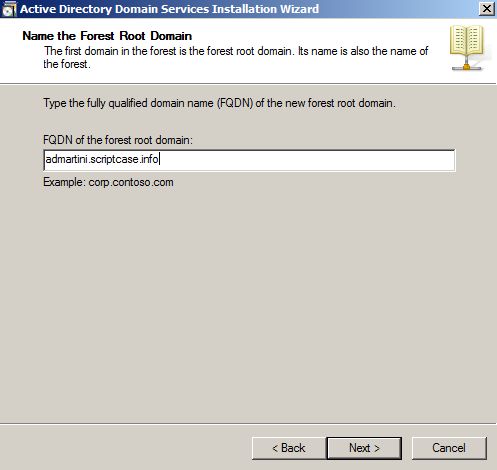 Active Directory Domain Services Installation Wizard
Name the Forest Root Domain
The first domain in the forest is the forest root domain. Its name is also the name of
the forest.
Type the fully qualified domain name (FQDN) of the new forest root domain.
FQDN of the forest root domain:
admartini.scriptcase.info
Example: corp.contoso.com
< Back Next > Cancel